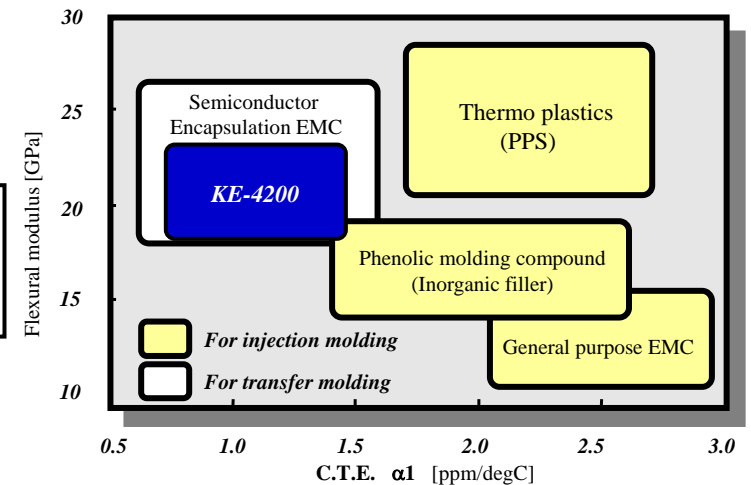 30
25
20
15
10
Flexural modulus [GPa]
Semiconductor
Encapsulation EMC
KE-4200
Thermo plastics
(PPS)
Phenolic molding compound
(Inorganic filler)
General purpose EMC
For injection molding
For transfer molding
0.5 1.0 1.5 2.0 2.5 3.0
C.T.E. α1 [ppm/degC]